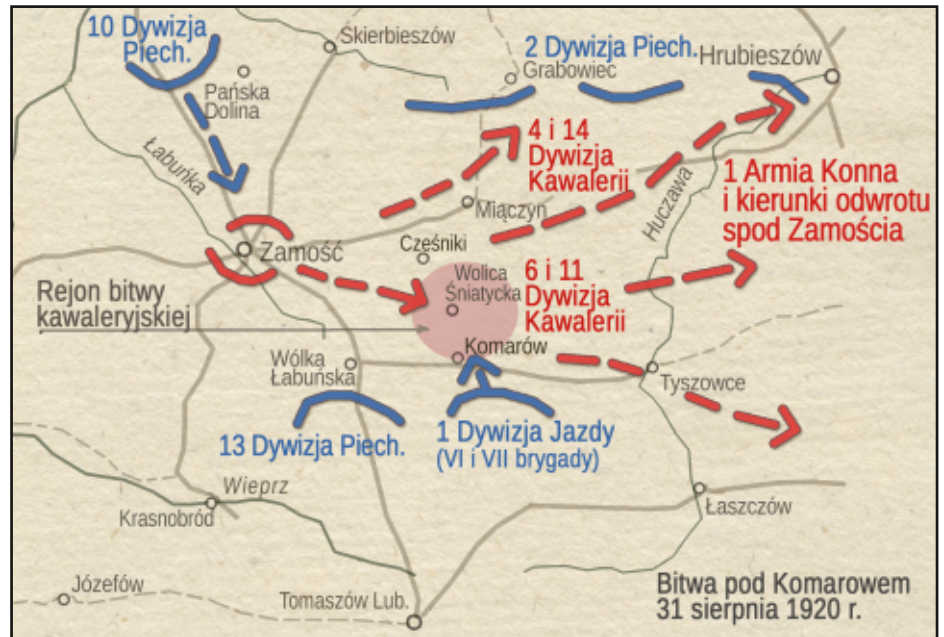 10 Dywizja
Piech.
Skierbieszów
2 Dywizja Piech.
Hrubieszów
Grabowiec
Pańska
Dolina
4 i 14
Dywizja
Kawalerii
Łabuńka
1 Armia Konna
i kierunki odwrotu
spod Zamościa
Miączyn
Huczawa
Zamość
Cześniki
Wolica
Śniatycka
6 i 11
Dywizja
Kawalerii
Rejon bitwy
kawaleryjskiej
Komarów
Wólka
Łabuńska
Tyszowce
13 Dywizja Piech.
1 Dywizja Jazdy
(VI i VII brygady)
Wieprz
Krasnobród
Łaszczów
Józefów
Tomaszów Lub.
Bitwa pod Komarowem
31 sierpnia 1920 r.